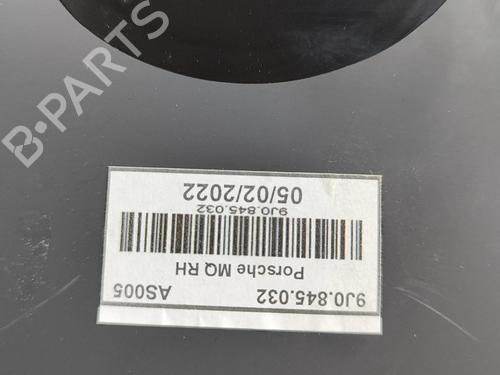 B-PARTS
9J0.845.032 AS005
Porsche MQ RH
9J0.845.032
05/02/2022